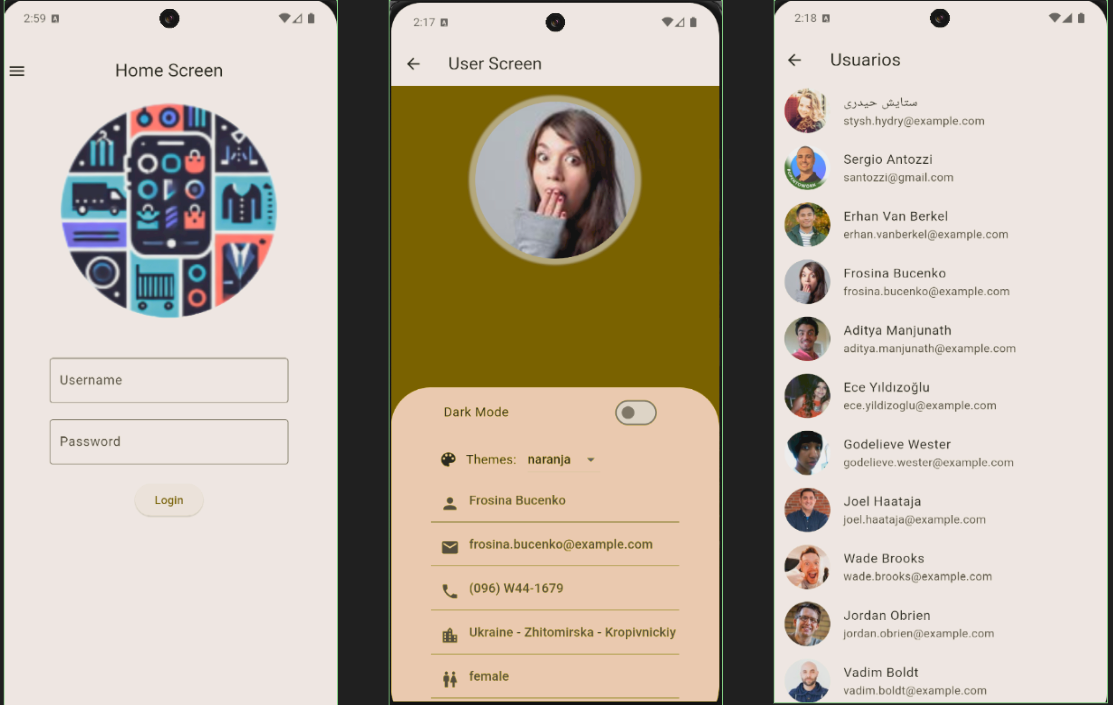 2:59
Home Screen
Username
Password
Login
2:17
User Screen
Dark Mode
Themes: naranja
Frosina Bucenko
frosina.bucenko@example.com
(096) W44-1679
Ukraine - Zhitomirska - Kropivnickiy
female
2:18
Usuarios
ستایش حیدری
stysh.hydry@example.com
Sergio Antozzi
santozzi@gmail.com
Erhan Van Berkel
erhan.vanberkel@example.com
Frosina Bucenko
frosina.bucenko@example.com
Aditya Manjunath
aditya.manjunath@example.com
Ece Yıldızoğlu
ece.yildizoglu@example.com
Godelieve Wester
godelieve.wester@example.com
Joel Haataja
joel.haataja@example.com
Wade Brooks
wade.brooks@example.com
Jordan Obrien
jordan.obrien@example.com
Vadim Boldt
vadim.boldt@example.com